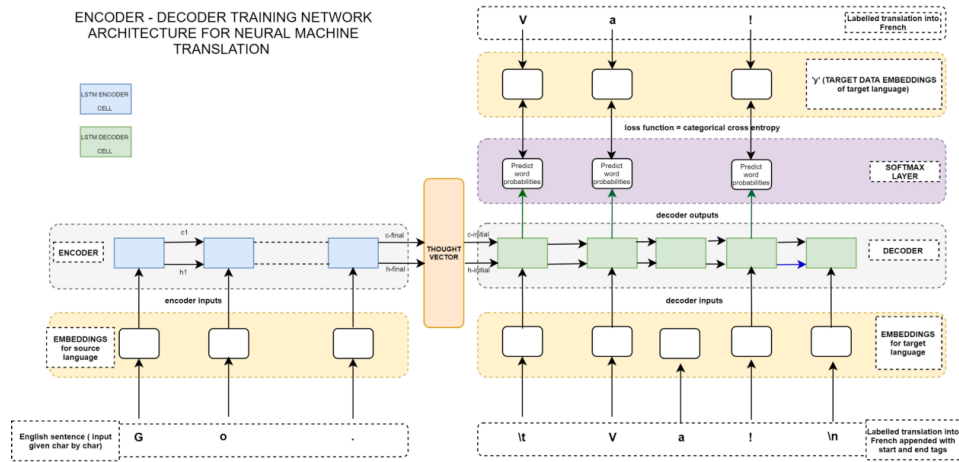 ENCODER - DECODER TRAINING NETWORK
ARCHITECTURE FOR NEURAL MACHINE
TRANSLATION
LSTM ENCODER
CELL
LSTM DECODER
CELL
V
a
!
Labelled translation into
French
'y' (TARGET DATA EMBEDDINGS
of target language)
loss function = categorical cross entropy
Predict
word
probabilities
Predict
word
probabilities
Predict
word
probabilities
SOFTMAX
LAYER
decoder outputs
ENCODER
c1
h1
c-final
h-final
THOUGHT
VECTOR
c-initial
h-initial
DECODER
encoder inputs
decoder inputs
EMBEDDINGS
for source
language
EMBEDDINGS
for target
language
English sentence ( input
given char by char)
G
o
.
\t
V
a
!
\n
Labelled translation into
French appended with
start and end tags